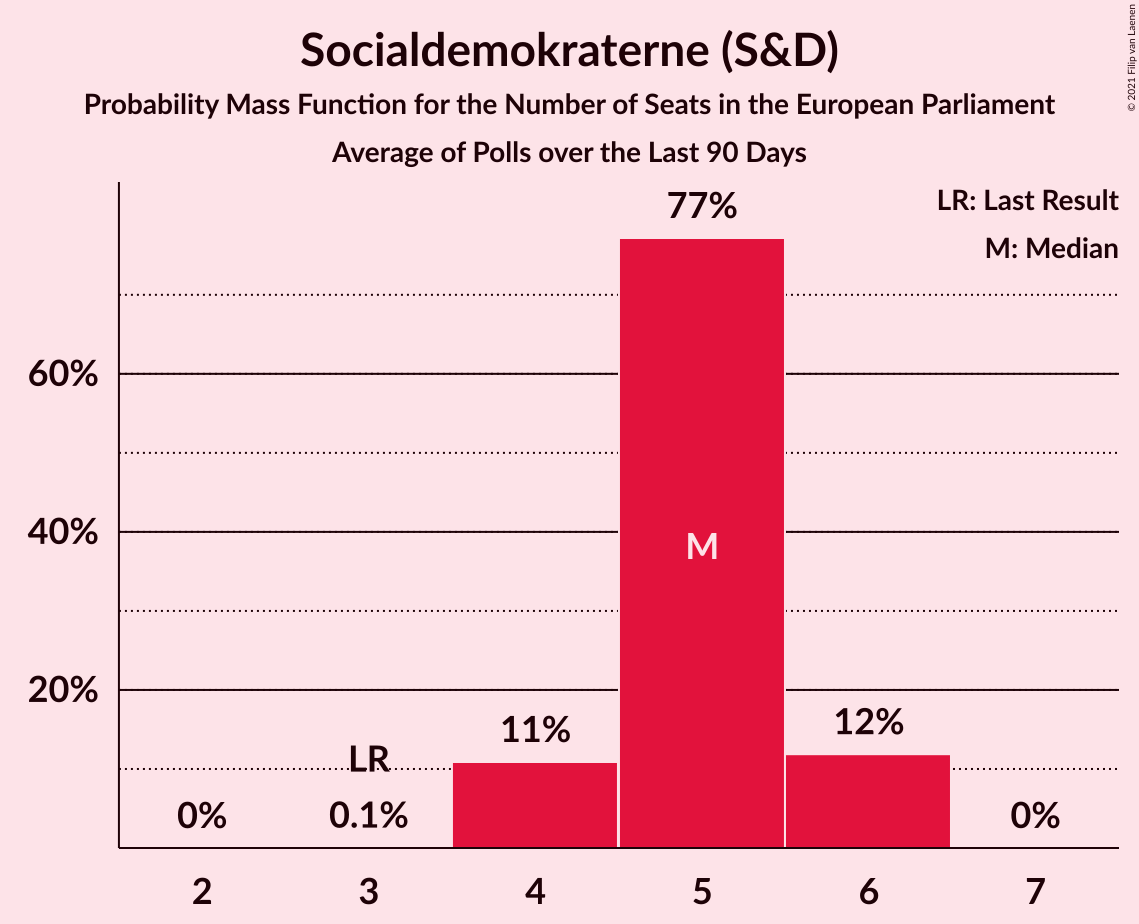 Socialdemokraterne (S&D)
Probability Mass Function for the Number of Seats in the European Parliament
Average of Polls over the Last 90 Days
© 2021 Filip van Laenen
LR: Last Result
M: Median
77%
60%
40%
M
20%
11%
12%
LR
0%
0.1%
0%
2 3 4 5 6 7